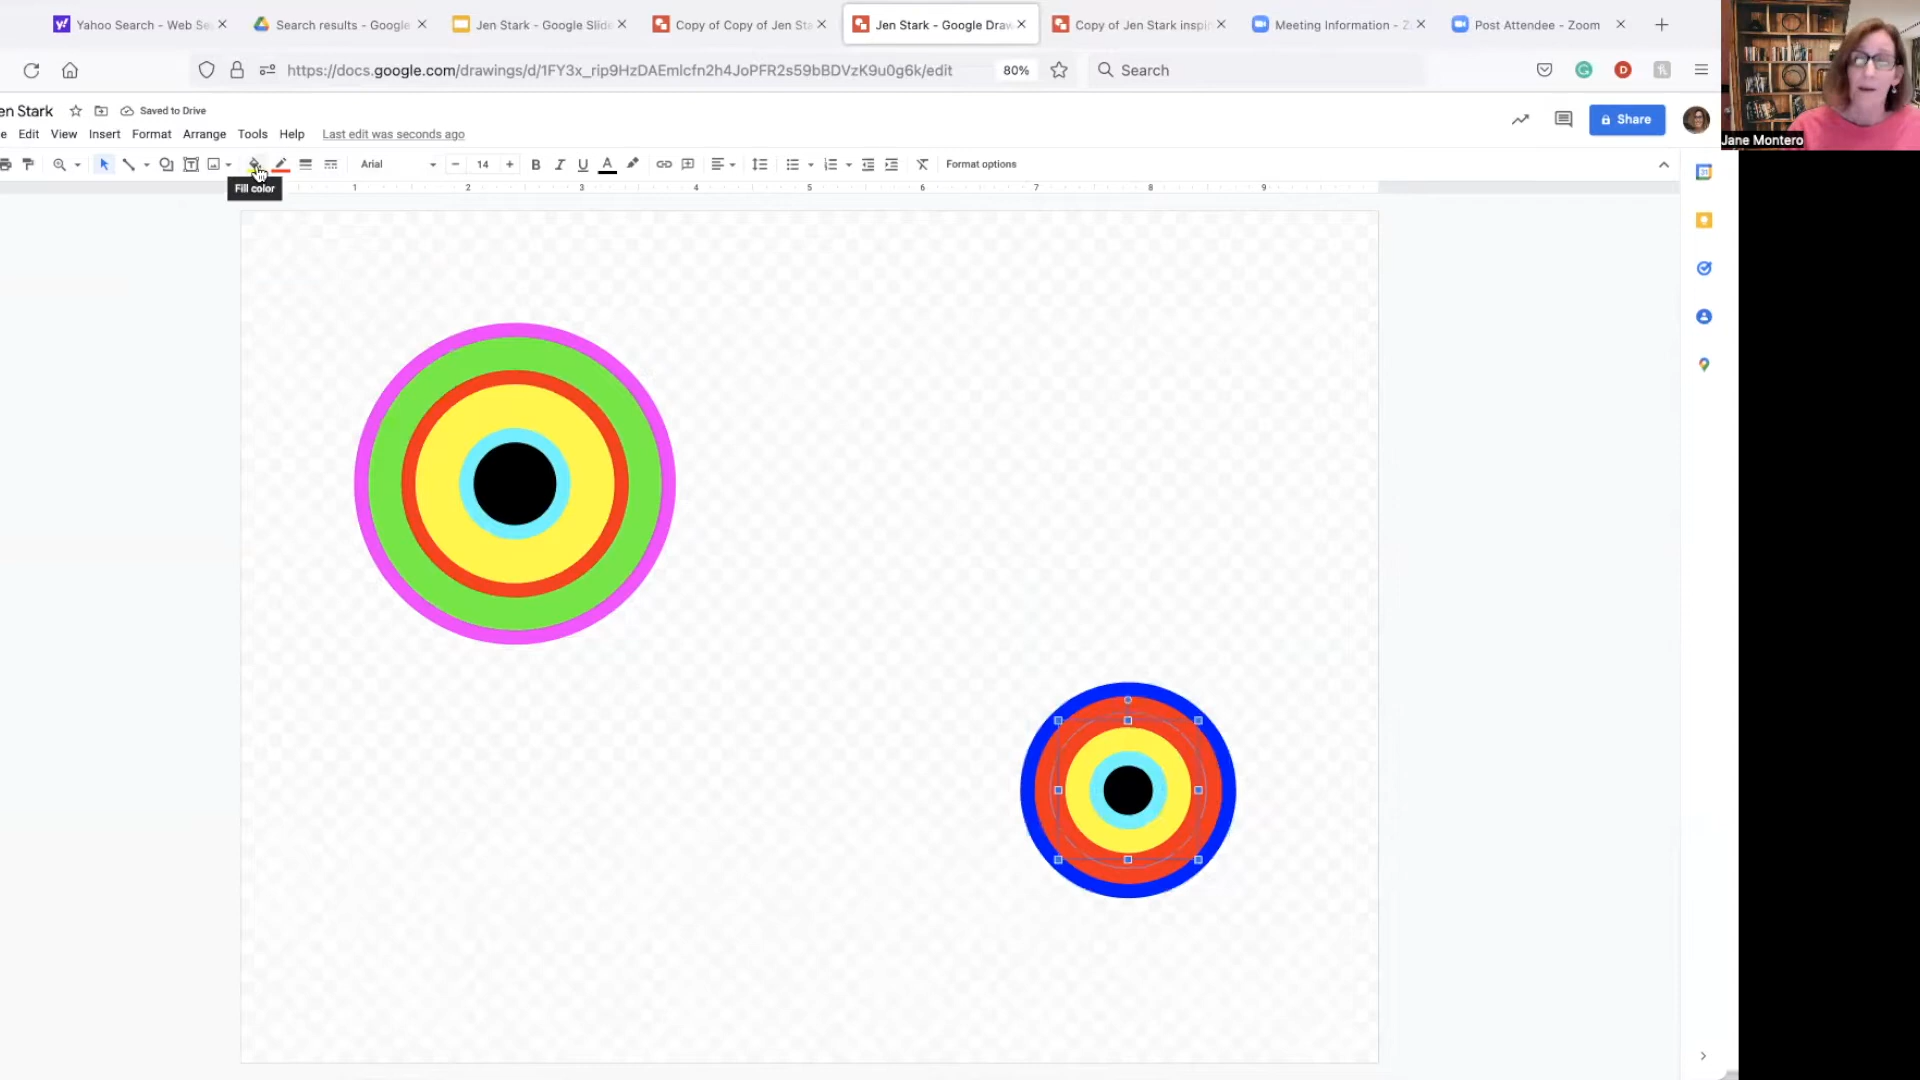 Yahoo Search - Web Se
Search results - Google
Jen Stark - Google Slide
Copy of Copy of Jen Sta
Jen Stark - Google Draw
Copy of Jen Stark inspir
Meeting Information - Z
Post Attendee - Zoom
https://docs.google.com/drawings/d/1FY3x_rip9HzDAEmlcfn2h4JoPFR2s59bBDVzK9u0g6k/edit
80%
Search
en Stark
Saved to Drive
e Edit View Insert Format Arrange Tools Help Last edit was seconds ago
Share
Jane Montero
Arial
14
B I U A
Format options
Fill color
1 2 3 4 5 6 7 8 9